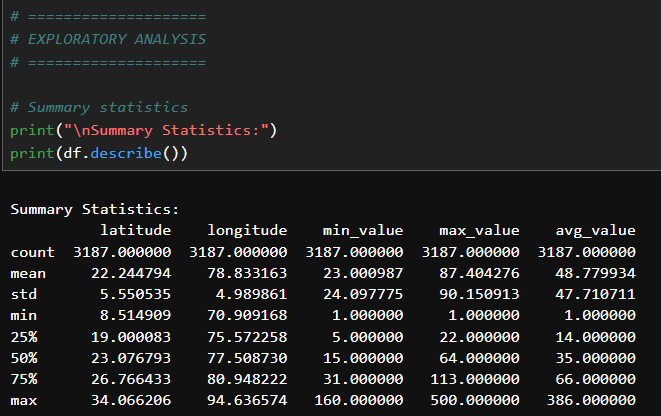 # ====================
# EXPLORATORY ANALYSIS
# ====================
# Summary statistics
print("\nSummary Statistics:")
print(df.describe())
Summary Statistics:
latitude longitude min_value max_value avg_value
count 3187.000000 3187.000000 3187.000000 3187.000000 3187.000000
mean 22.244794 78.833163 23.000987 87.404276 48.779934
std 5.550535 4.989861 24.097775 90.150913 47.710711
min 8.514909 70.909168 1.000000 1.000000 1.000000
25% 19.000083 75.572258 5.000000 22.000000 14.000000
50% 23.076793 77.508730 15.000000 64.000000 35.000000
75% 26.766433 80.948222 31.000000 113.000000 66.000000
max 34.066206 94.636574 160.000000 500.000000 386.000000